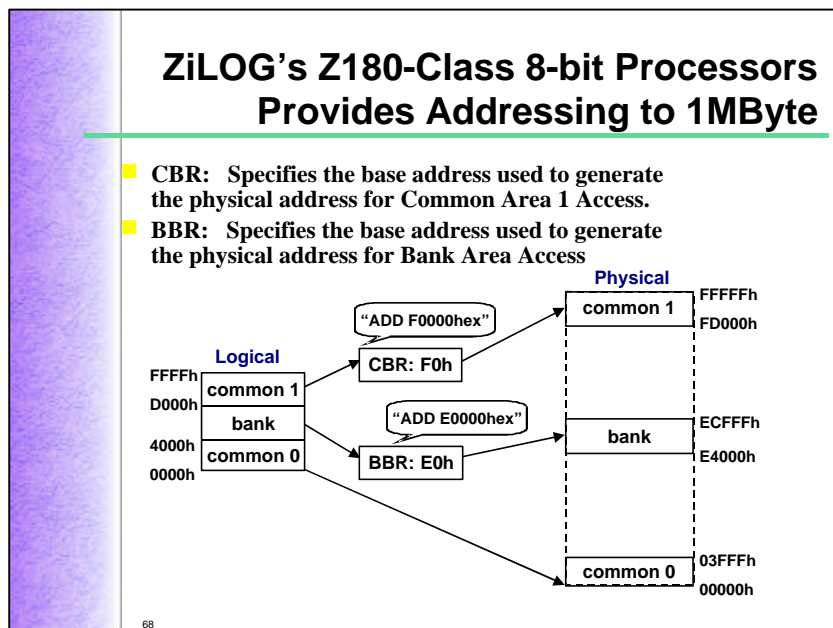 ZiLOG's Z180-Class 8-bit Processors
Provides Addressing to 1MByte
CBR: Specifies the base address used to generate
the physical address for Common Area 1 Access.
BBR: Specifies the base address used to generate
the physical address for Bank Area Access
Physical
FFFFFh
common 1
FD000h
“ADD F0000hex”
Logical
CBR: F0h
FFFFh
common 1
D000h
bank
“ADD E0000hex”
4000h
common 0
0000h
BBR: E0h
ECFFFh
bank
E4000h
03FFFh
common 0
00000h
68